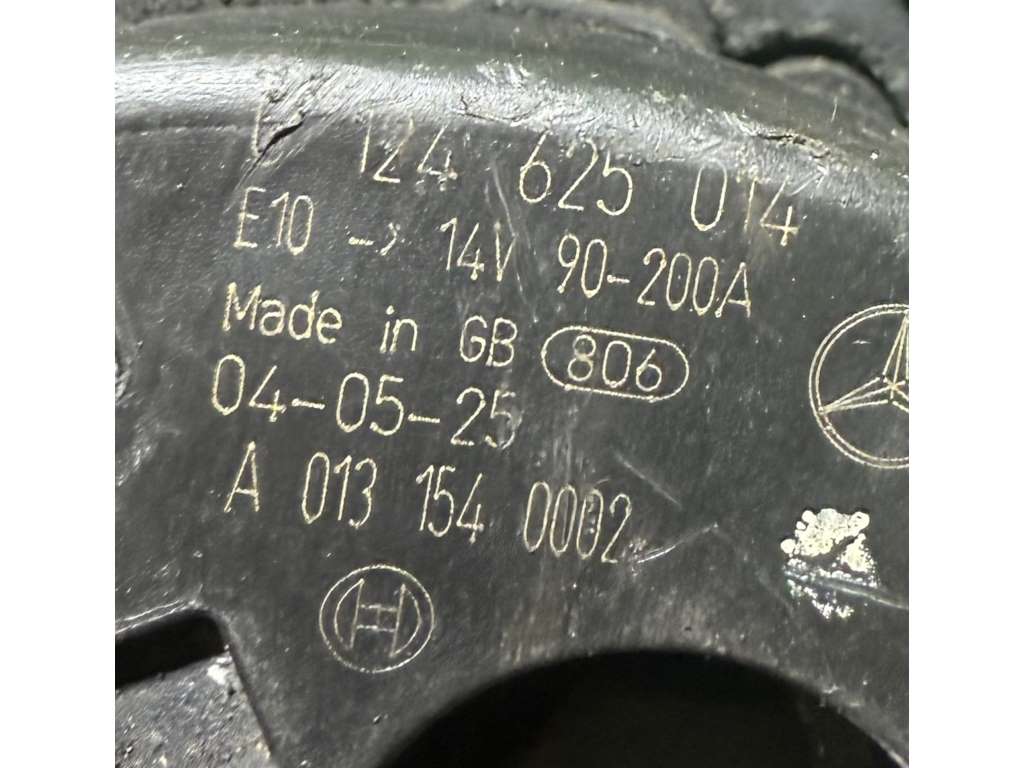 124 625 014
E10 -> 14V 90-200A
Made in GB 806
04-05-25
A 013 154 0002